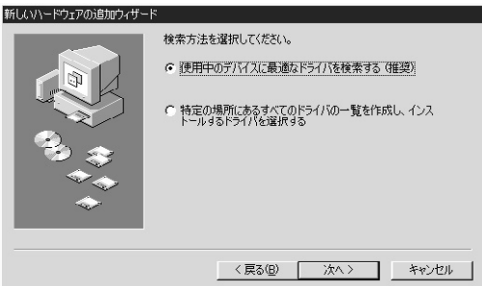 新しいハードウェアの追加ウィザード
検索方法を選択してください。
使用中のデバイスに最適なドライバを検索する (推奨)
特定の場所にあるすべてのドライバの一覧を作成し、インス
トールするドライバを選択する
< 戻る(B)
次へ >
キャンセル